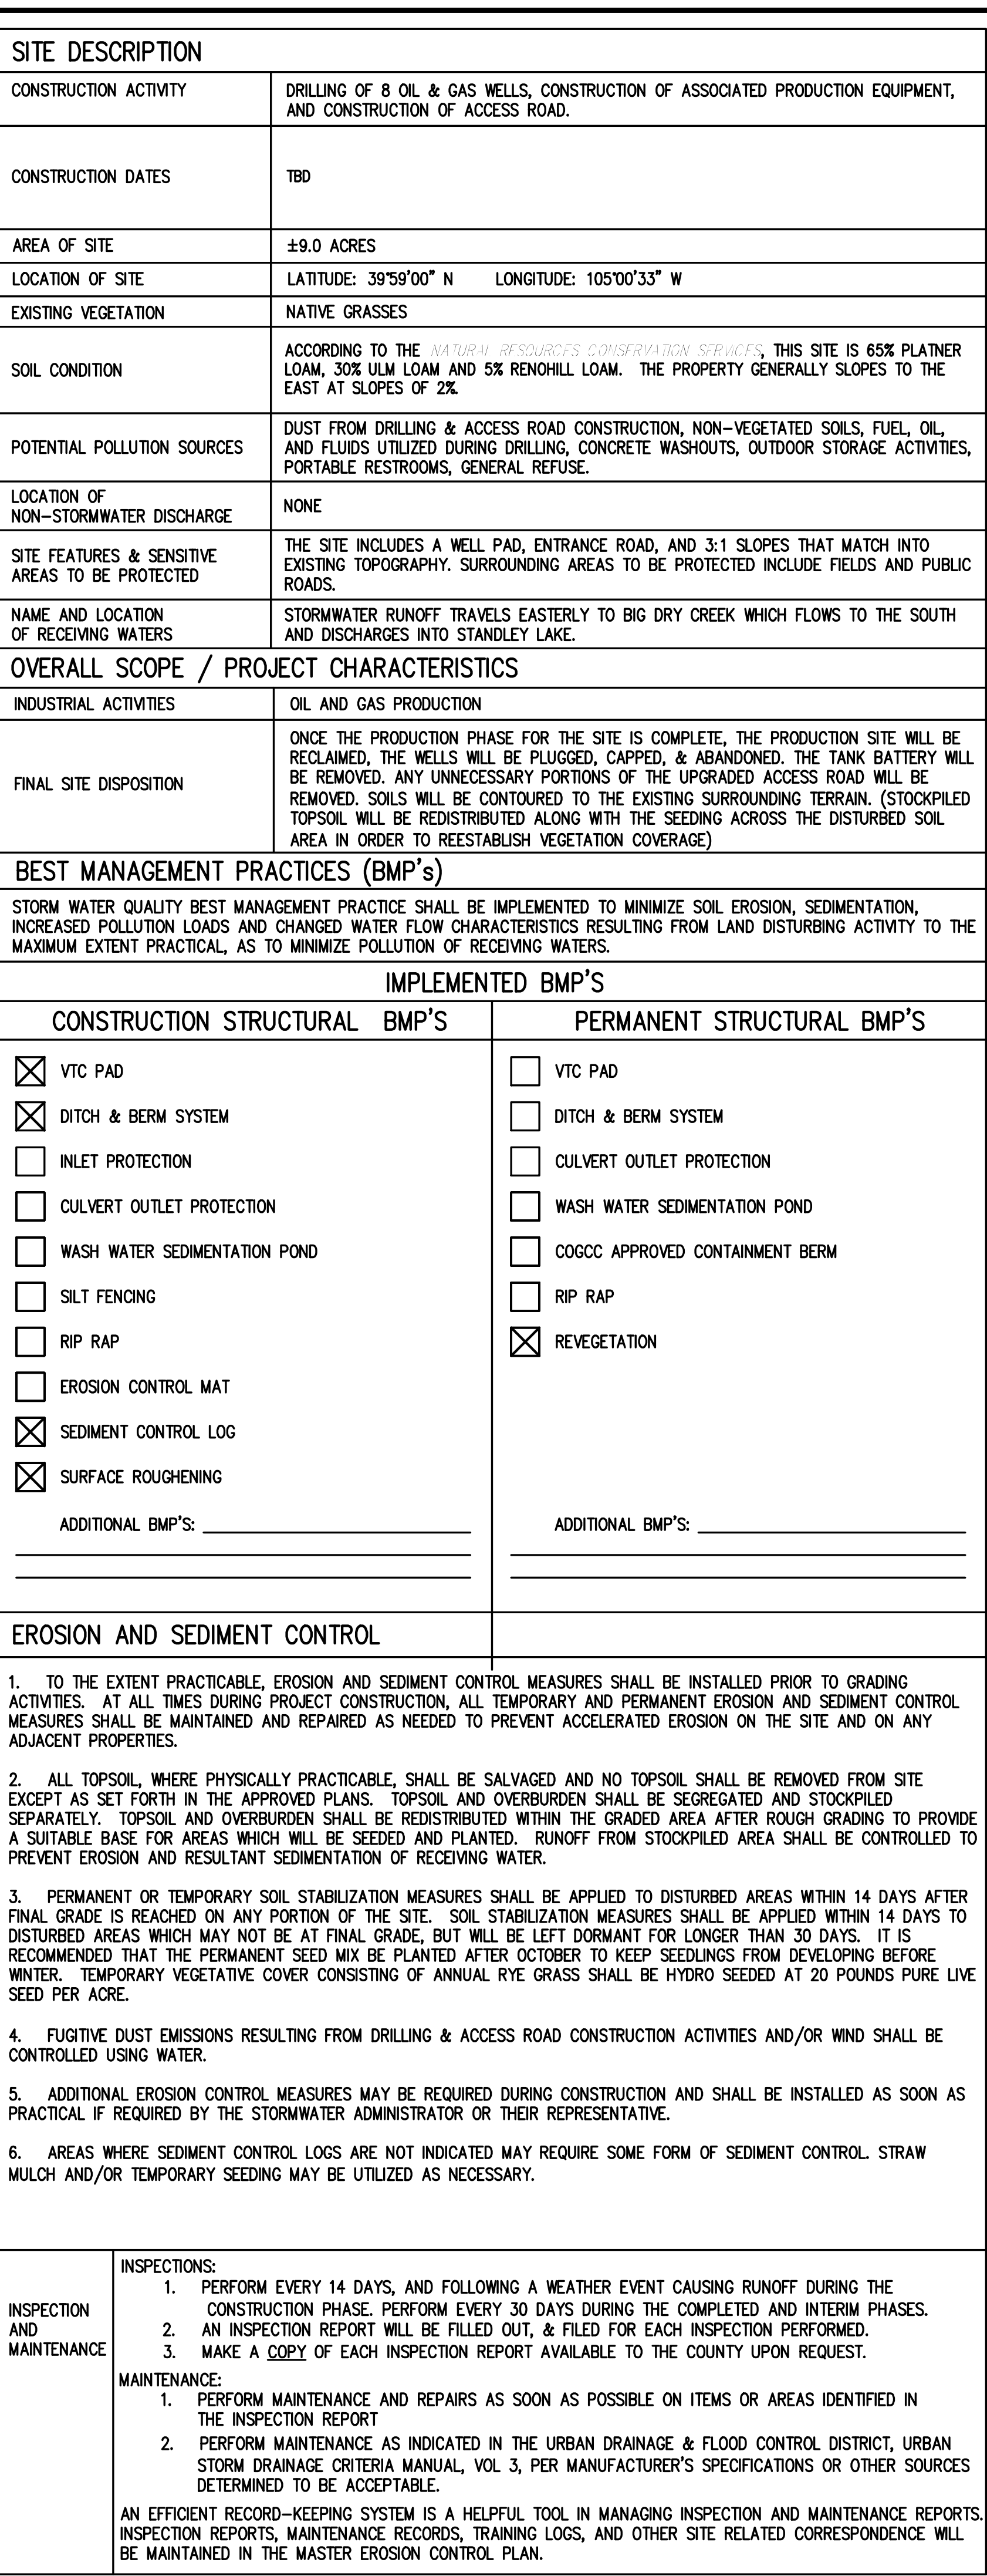 SITE DESCRIPTION
CONSTRUCTION ACTIVITY
DRILLING OF 8 OIL & GAS WELLS, CONSTRUCTION OF ASSOCIATED PRODUCTION EQUIPMENT,
AND CONSTRUCTION OF ACCESS ROAD.
CONSTRUCTION DATES
TBD
AREA OF SITE
±9.0 ACRES
LOCATION OF SITE
LATITUDE: 39°59'00" N LONGITUDE: 105°00'33" W
EXISTING VEGETATION
NATIVE GRASSES
SOIL CONDITION
ACCORDING TO THE NATURAL RESOURCES CONSERVATION SERVICES, THIS SITE IS 65% PLATNER
LOAM, 30% ULM LOAM AND 5% RENOHILL LOAM. THE PROPERTY GENERALLY SLOPES TO THE
EAST AT SLOPES OF 2%.
POTENTIAL POLLUTION SOURCES
DUST FROM DRILLING & ACCESS ROAD CONSTRUCTION, NON-VEGETATED SOILS, FUEL, OIL,
AND FLUIDS UTILIZED DURING DRILLING, CONCRETE WASHOUTS, OUTDOOR STORAGE ACTIVITIES,
PORTABLE RESTROOMS, GENERAL REFUSE.
LOCATION OF
NON-STORMWATER DISCHARGE
NONE
SITE FEATURES & SENSITIVE
AREAS TO BE PROTECTED
THE SITE INCLUDES A WELL PAD, ENTRANCE ROAD, AND 3:1 SLOPES THAT MATCH INTO
EXISTING TOPOGRAPHY. SURROUNDING AREAS TO BE PROTECTED INCLUDE FIELDS AND PUBLIC
ROADS.
NAME AND LOCATION
OF RECEIVING WATERS
STORMWATER RUNOFF TRAVELS EASTERLY TO BIG DRY CREEK WHICH FLOWS TO THE SOUTH
AND DISCHARGES INTO STANDLEY LAKE.
OVERALL SCOPE / PROJECT CHARACTERISTICS
INDUSTRIAL ACTIVITIES
OIL AND GAS PRODUCTION
FINAL SITE DISPOSITION
ONCE THE PRODUCTION PHASE FOR THE SITE IS COMPLETE, THE PRODUCTION SITE WILL BE
RECLAIMED, THE WELLS WILL BE PLUGGED, CAPPED, & ABANDONED. THE TANK BATTERY WILL
BE REMOVED. ANY UNNECESSARY PORTIONS OF THE UPGRADED ACCESS ROAD WILL BE
REMOVED. SOILS WILL BE CONTOURED TO THE EXISTING SURROUNDING TERRAIN. (STOCKPILED
TOPSOIL WILL BE REDISTRIBUTED ALONG WITH THE SEEDING ACROSS THE DISTURBED SOIL
AREA IN ORDER TO REESTABLISH VEGETATION COVERAGE)
BEST MANAGEMENT PRACTICES (BMP's)
STORM WATER QUALITY BEST MANAGEMENT PRACTICE SHALL BE IMPLEMENTED TO MINIMIZE SOIL EROSION, SEDIMENTATION,
INCREASED POLLUTION LOADS AND CHANGED WATER FLOW CHARACTERISTICS RESULTING FROM LAND DISTURBING ACTIVITY TO THE
MAXIMUM EXTENT PRACTICAL, AS TO MINIMIZE POLLUTION OF RECEIVING WATERS.
IMPLEMENTED BMP'S
CONSTRUCTION STRUCTURAL BMP'S
VTC PAD
DITCH & BERM SYSTEM
INLET PROTECTION
CULVERT OUTLET PROTECTION
WASH WATER SEDIMENTATION POND
SILT FENCING
RIP RAP
EROSION CONTROL MAT
SEDIMENT CONTROL LOG
SURFACE ROUGHENING
ADDITIONAL BMP'S:
PERMANENT STRUCTURAL BMP'S
VTC PAD
DITCH & BERM SYSTEM
CULVERT OUTLET PROTECTION
WASH WATER SEDIMENTATION POND
COGCC APPROVED CONTAINMENT BERM
RIP RAP
REVEGETATION
ADDITIONAL BMP'S:
EROSION AND SEDIMENT CONTROL
1. TO THE EXTENT PRACTICABLE, EROSION AND SEDIMENT CONTROL MEASURES SHALL BE INSTALLED PRIOR TO GRADING
ACTIVITIES. AT ALL TIMES DURING PROJECT CONSTRUCTION, ALL TEMPORARY AND PERMANENT EROSION AND SEDIMENT CONTROL
MEASURES SHALL BE MAINTAINED AND REPAIRED AS NEEDED TO PREVENT ACCELERATED EROSION ON THE SITE AND ON ANY
ADJACENT PROPERTIES.
2. ALL TOPSOIL, WHERE PHYSICALLY PRACTICABLE, SHALL BE SALVAGED AND NO TOPSOIL SHALL BE REMOVED FROM SITE
EXCEPT AS SET FORTH IN THE APPROVED PLANS. TOPSOIL AND OVERBURDEN SHALL BE SEGREGATED AND STOCKPILED
SEPARATELY. TOPSOIL AND OVERBURDEN SHALL BE REDISTRIBUTED WITHIN THE GRADED AREA AFTER ROUGH GRADING TO PROVIDE
A SUITABLE BASE FOR AREAS WHICH WILL BE SEEDED AND PLANTED. RUNOFF FROM STOCKPILED AREA SHALL BE CONTROLLED TO
PREVENT EROSION AND RESULTANT SEDIMENTATION OF RECEIVING WATER.
3. PERMANENT OR TEMPORARY SOIL STABILIZATION MEASURES SHALL BE APPLIED TO DISTURBED AREAS WITHIN 14 DAYS AFTER
FINAL GRADE IS REACHED ON ANY PORTION OF THE SITE. SOIL STABILIZATION MEASURES SHALL BE APPLIED WITHIN 14 DAYS TO
DISTURBED AREAS WHICH MAY NOT BE AT FINAL GRADE, BUT WILL BE LEFT DORMANT FOR LONGER THAN 30 DAYS. IT IS
RECOMMENDED THAT THE PERMANENT SEED MIX BE PLANTED AFTER OCTOBER TO KEEP SEEDLINGS FROM DEVELOPING BEFORE
WINTER. TEMPORARY VEGETATIVE COVER CONSISTING OF ANNUAL RYE GRASS SHALL BE HYDRO SEEDED AT 20 POUNDS PURE LIVE
SEED PER ACRE.
4. FUGITIVE DUST EMISSIONS RESULTING FROM DRILLING & ACCESS ROAD CONSTRUCTION ACTIVITIES AND/OR WIND SHALL BE
CONTROLLED USING WATER.
5. ADDITIONAL EROSION CONTROL MEASURES MAY BE REQUIRED DURING CONSTRUCTION AND SHALL BE INSTALLED AS SOON AS
PRACTICAL IF REQUIRED BY THE STORMWATER ADMINISTRATOR OR THEIR REPRESENTATIVE.
6. AREAS WHERE SEDIMENT CONTROL LOGS ARE NOT INDICATED MAY REQUIRE SOME FORM OF SEDIMENT CONTROL. STRAW
MULCH AND/OR TEMPORARY SEEDING MAY BE UTILIZED AS NECESSARY.
INSPECTION
AND
MAINTENANCE
INSPECTIONS:
1. PERFORM EVERY 14 DAYS, AND FOLLOWING A WEATHER EVENT CAUSING RUNOFF DURING THE
CONSTRUCTION PHASE. PERFORM EVERY 30 DAYS DURING THE COMPLETED AND INTERIM PHASES.
2. AN INSPECTION REPORT WILL BE FILLED OUT, & FILED FOR EACH INSPECTION PERFORMED.
3. MAKE A COPY OF EACH INSPECTION REPORT AVAILABLE TO THE COUNTY UPON REQUEST.
MAINTENANCE:
1. PERFORM MAINTENANCE AND REPAIRS AS SOON AS POSSIBLE ON ITEMS OR AREAS IDENTIFIED IN
THE INSPECTION REPORT
2. PERFORM MAINTENANCE AS INDICATED IN THE URBAN DRAINAGE & FLOOD CONTROL DISTRICT, URBAN
STORM DRAINAGE CRITERIA MANUAL, VOL 3, PER MANUFACTURER'S SPECIFICATIONS OR OTHER SOURCES
DETERMINED TO BE ACCEPTABLE.
AN EFFICIENT RECORD-KEEPING SYSTEM IS A HELPFUL TOOL IN MANAGING INSPECTION AND MAINTENANCE REPORTS.
INSPECTION REPORTS, MAINTENANCE RECORDS, TRAINING LOGS, AND OTHER SITE RELATED CORRESPONDENCE WILL
BE MAINTAINED IN THE MASTER EROSION CONTROL PLAN.